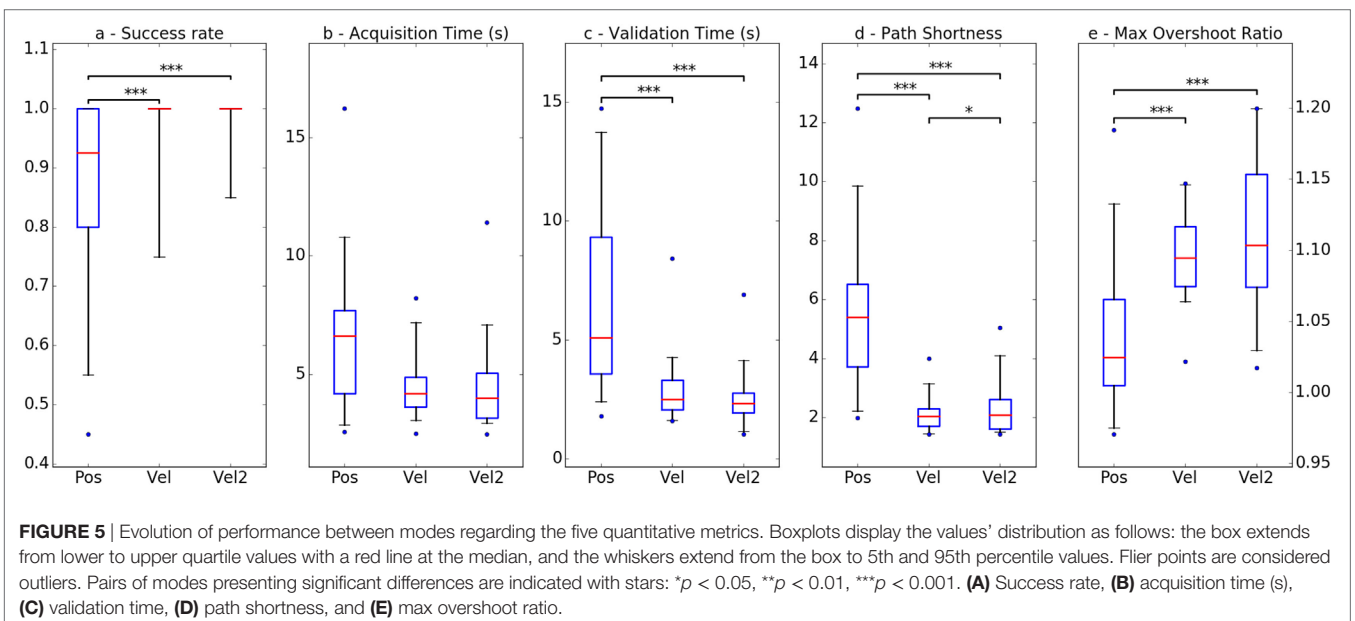 a - Success rate
b - Acquisition Time (s)
c - Validation Time (s)
d - Path Shortness
e - Max Overshoot Ratio
1.1
1.0
0.9
0.8
0.7
0.6
0.5
0.4
***
***
Pos Vel Vel2
15
10
5
Pos Vel Vel2
15
10
5
0
***
***
Pos Vel Vel2
14
12
10
8
6
4
2
***
***
*
Pos Vel Vel2
***
***
1.20
1.15
1.10
1.05
1.00
0.95
Pos Vel Vel2
FIGURE 5 | Evolution of performance between modes regarding the five quantitative metrics. Boxplots display the values’ distribution as follows: the box extends
from lower to upper quartile values with a red line at the median, and the whiskers extend from the box to 5th and 95th percentile values. Flier points are considered
outliers. Pairs of modes presenting significant differences are indicated with stars: *p < 0.05, **p < 0.01, ***p < 0.001. (A) Success rate, (B) acquisition time (s),
(C) validation time, (D) path shortness, and (E) max overshoot ratio.